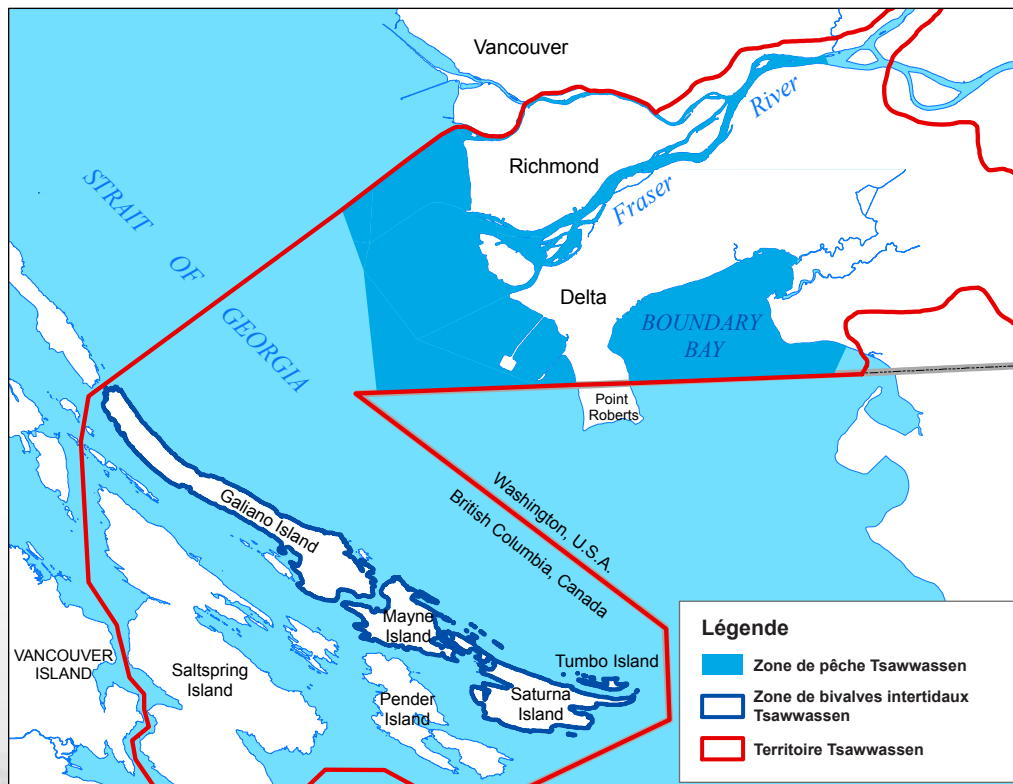 Vancouver
River
Richmond
Fraser
STRAIT
OF
GEORGIA
Delta
BOUNDARY
BAY
Point
Roberts
Washington, U.S.A.
British Columbia, Canada
Galiano Island
Mayne
Island
Tumbo Island
VANCOUVER
ISLAND
Saltspring
Island
Pender
Island
Saturna
Island
Légende
Zone de pêche Tsawwassen
Zone de bivalves intertidaux
Tsawwassen
Territoire Tsawwassen